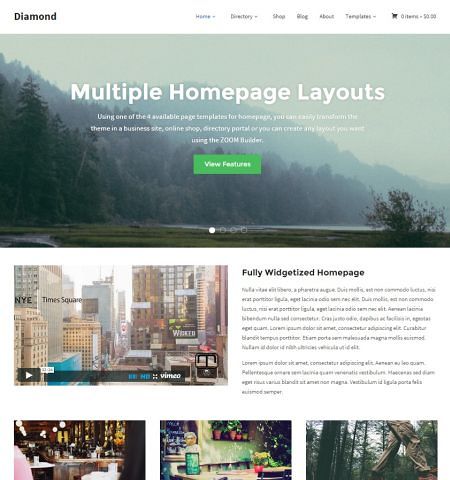 Diamond
Home Directory Shop Blog About Templates 0 items - $0.00
Multiple Homepage Layouts
Using one of the 4 available page templates for homepage, you can easily transform the
theme in a business site, online shop, directory portal or you can create any layout you want
using the ZOOM Builder.
View Features
NYE Times Square
WICKED
HD vimeo
Fully Widgetized Homepage
Nulla vitae elit libero, a pharetra augue. Duis mollis, est non commodo luctus, nisi
erat porttitor ligula, eget lacinia odio sem nec elit. Duis mollis, est non commodo
luctus, nisi erat porttitor ligula, eget lacinia odio sem nec elit. Aenean lacinia
bibendum nulla sed consectetur. Cras justo odio, dapibus ac facilisis in, egestas
eget quam. Lorem ipsum dolor sit amet, consectetur adipiscing elit. Curabitur
blandit tempus porttitor. Etiam porta sem malesuada magna mollis euismod.
Nullam id dolor id nibh ultricies vehicula ut id elit.
Lorem ipsum dolor sit amet, consectetur adipiscing elit. Aenean eu leo quam.
Pellentesque ornare sem lacinia quam venenatis vestibulum. Maecenas sed diam
eget risus varius blandit sit amet non magna. Vestibulum id ligula porta felis
euismod semper.